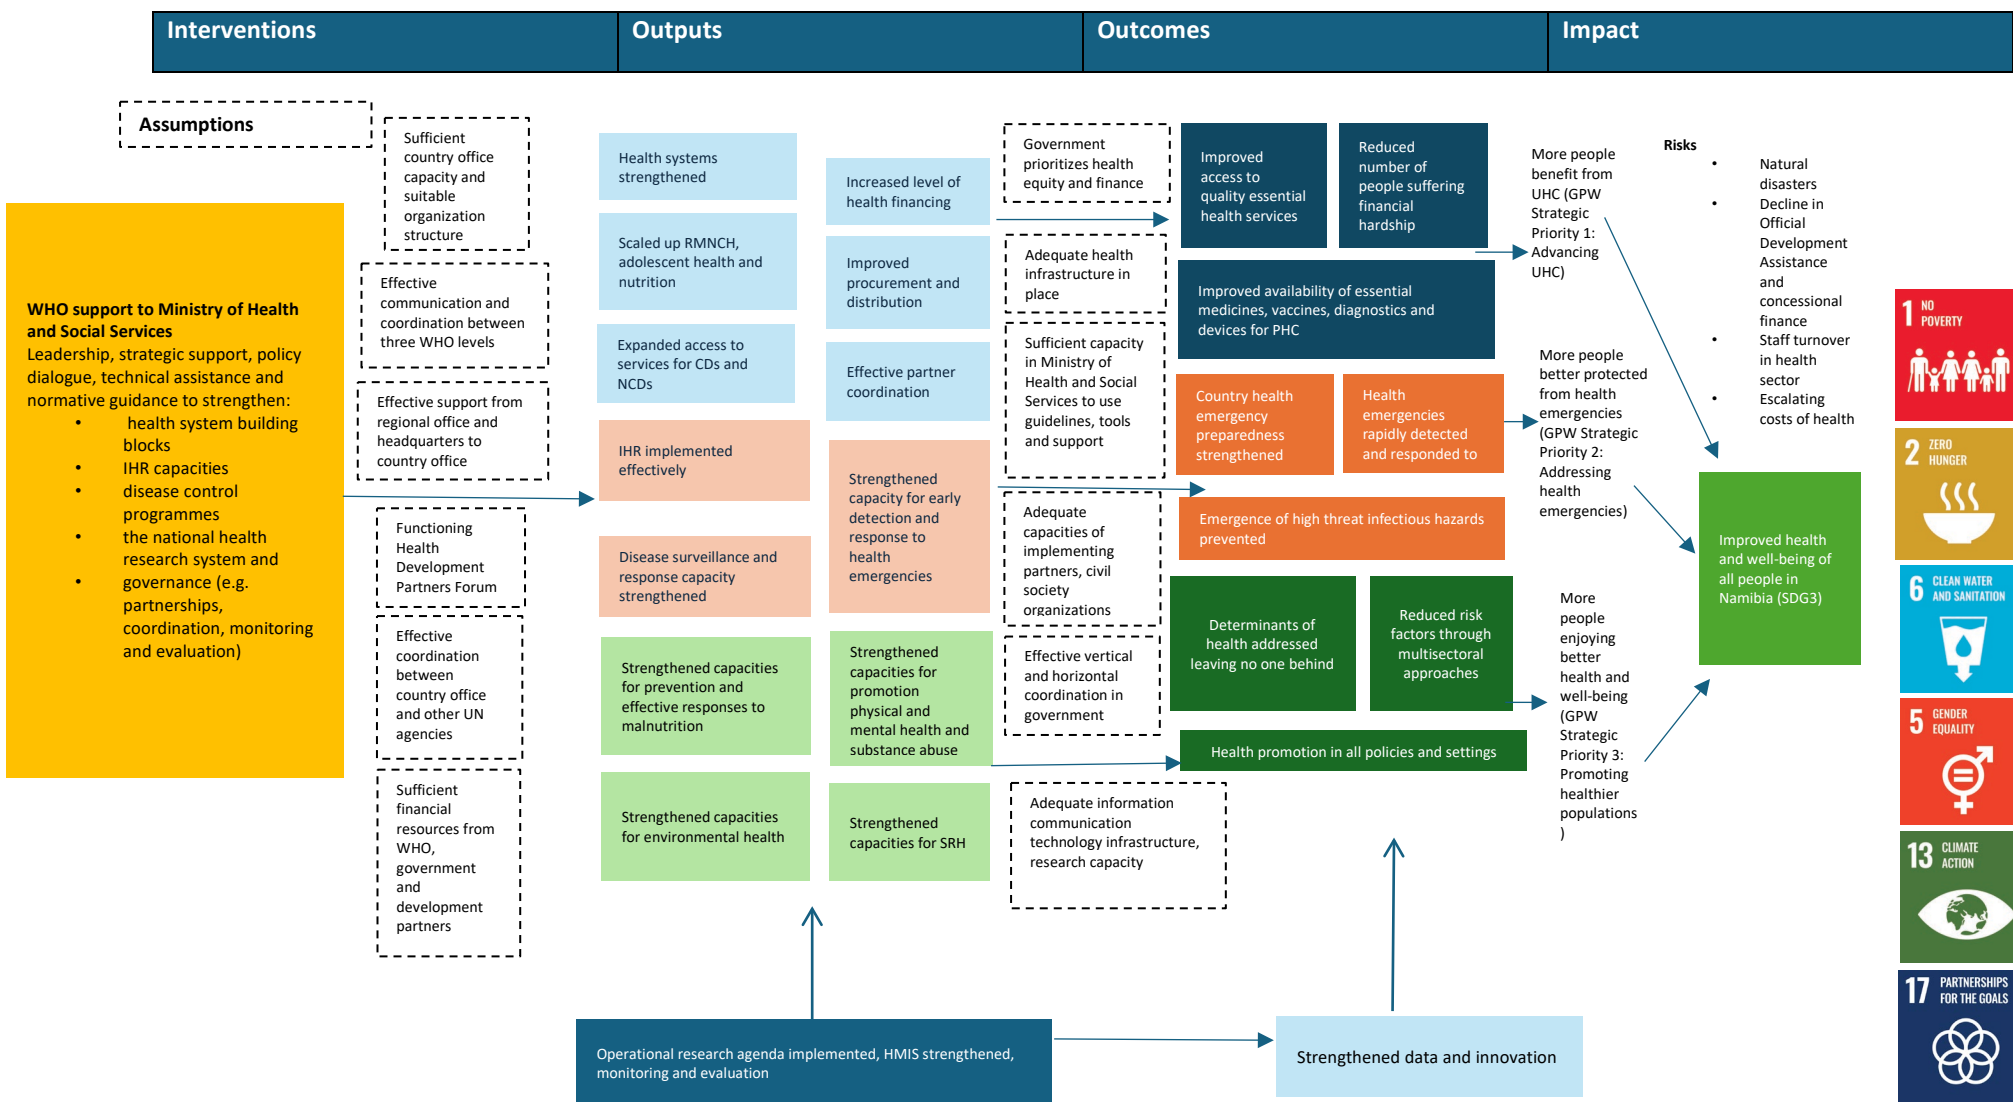 Interventions
Outputs
Outcomes
Impact
Assumptions
WHO support to Ministry of Health
and Social Services
Leadership, strategic support, policy
dialogue, technical assistance and
normative guidance to strengthen:
• health system building
blocks
• IHR capacities
• disease control
programmes
• the national health
research system and
• governance (e.g.
partnerships,
coordination, monitoring
and evaluation)
Sufficient
country office
capacity and
suitable
organization
structure
Effective
communication and
coordination between
three WHO levels
Effective support from
regional office and
headquarters to
country office
Functioning
Health
Development
Partners Forum
Effective
coordination
between
country office
and other UN
agencies
Sufficient
financial
resources from
WHO,
government
and
development
partners
Health systems
strengthened
Scaled up RMNCH,
adolescent health and
nutrition
Expanded access to
services for CDs and
NCDs
IHR implemented
effectively
Disease surveillance and
response capacity
strengthened
Strengthened capacities
for prevention and
effective responses to
malnutrition
Strengthened capacities
for environmental health
Increased level of
health financing
Improved
procurement and
distribution
Effective partner
coordination
Strengthened
capacity for early
detection and
response to
health
emergencies
Strengthened
capacities for
promotion
physical and
mental health and
substance abuse
Strengthened
capacities for SRH
Government
prioritizes health
equity and finance
Adequate health
infrastructure in
place
Sufficient capacity
in Ministry of
Health and Social
Services to use
guidelines, tools
and support
Adequate
capacities of
implementing
partners, civil
society
organizations
Effective vertical
and horizontal
coordination in
government
Adequate information
communication
technology infrastructure,
research capacity
Improved
access to
quality essential
health services
Reduced
number of
people suffering
financial
hardship
Improved availability of essential
medicines, vaccines, diagnostics and
devices for PHC
Country health
emergency
preparedness
strengthened
Health
emergencies
rapidly detected
and responded to
Emergence of high threat infectious hazards
prevented
Determinants of
health addressed
leaving no one behind
Reduced risk
factors through
multisectoral
approaches
Health promotion in all policies and settings
More people
benefit from
UHC (GPW
Strategic
Priority 1:
Advancing
UHC)
More people
better protected
from health
emergencies
(GPW Strategic
Priority 2:
Addressing
health
emergencies)
More
people
enjoying
better
health and
well-being
(GPW
Strategic
Priority 3:
Promoting
healthier
populations
)
Risks
• Natural
disasters
• Decline in
Official
Development
Assistance
and
concessional
finance
• Staff turnover
in health
sector
• Escalating
costs of health
Improved health
and well-being of
all people in
Namibia (SDG3)
1 NO
POVERTY
2 ZERO
HUNGER
6 CLEAN WATER
AND SANITATION
5 GENDER
EQUALITY
13 CLIMATE
ACTION
17 PARTNERSHIPS
FOR THE GOALS
Operational research agenda implemented, HMIS strengthened,
monitoring and evaluation
Strengthened data and innovation